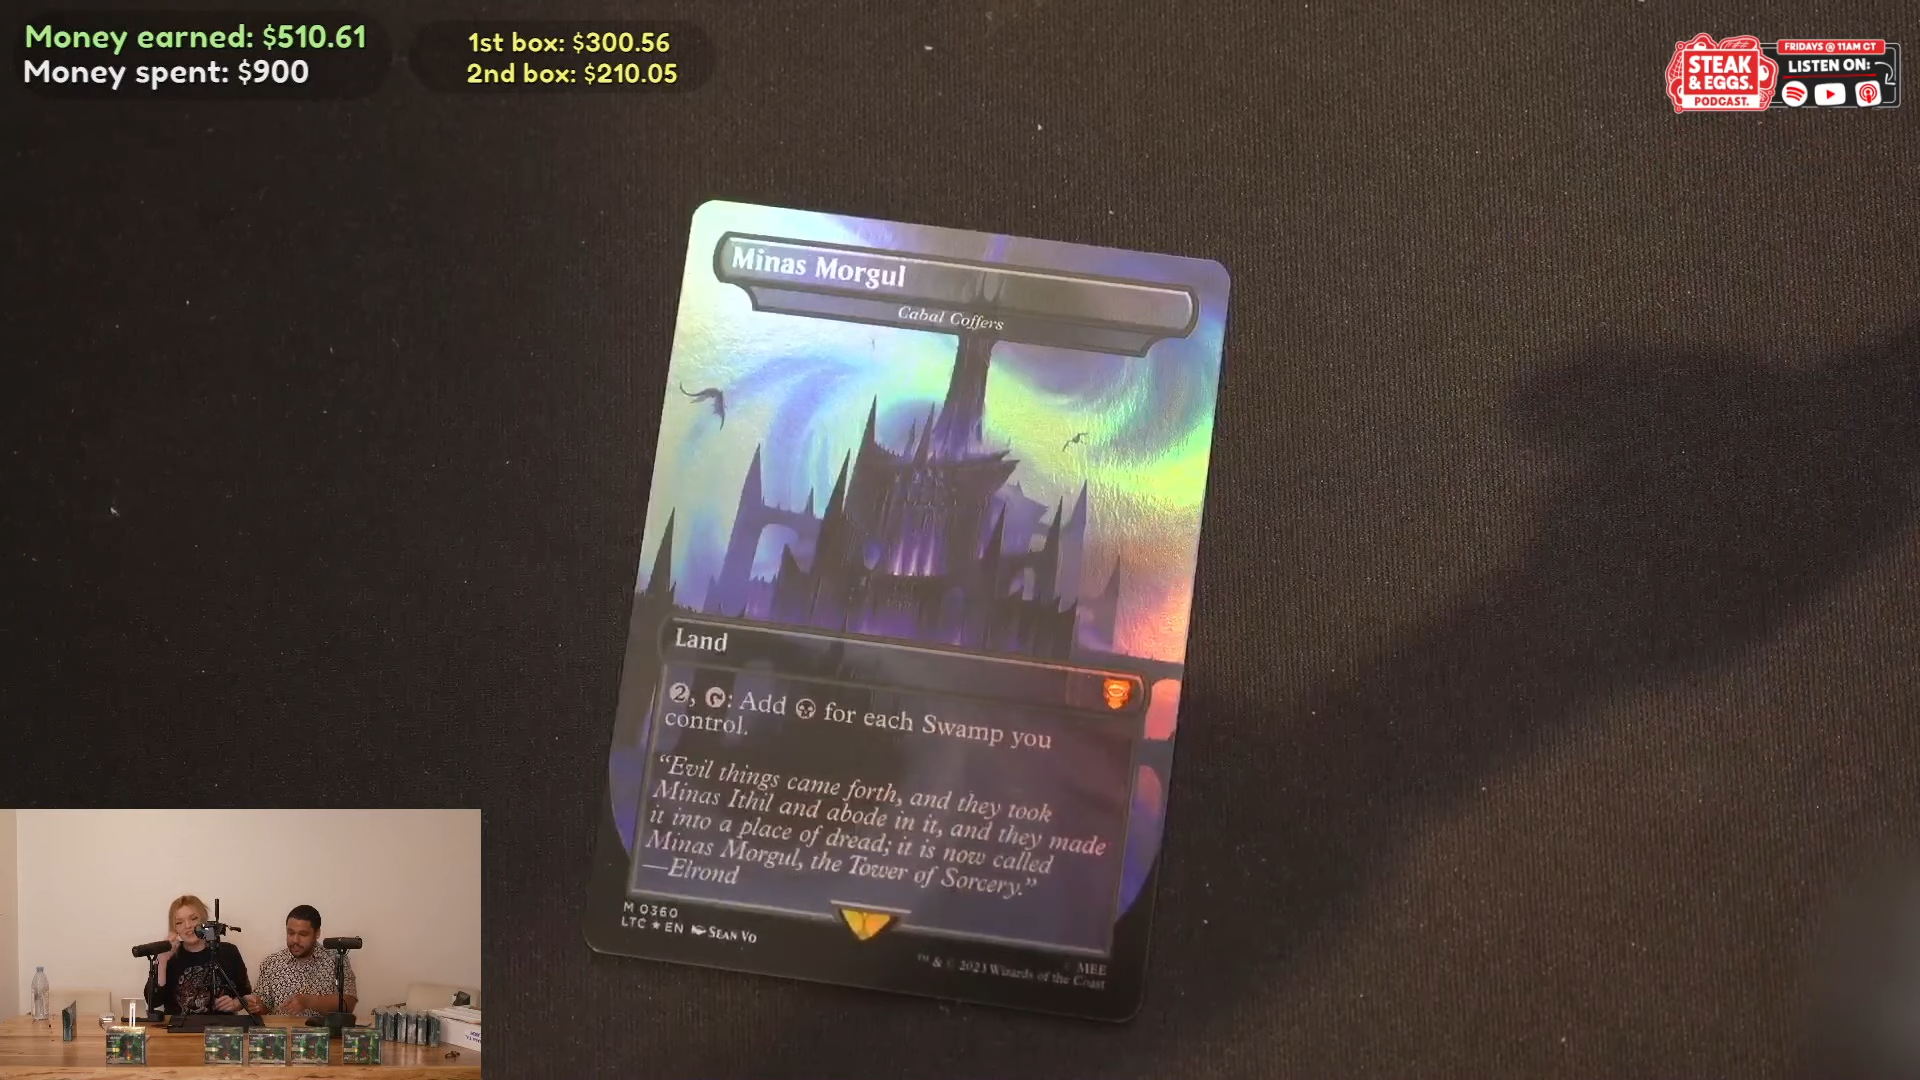 Money earned: $510.61
Money spent: $900
1st box: $300.56
2nd box: $210.05
STEAK
& EGGS.
PODCAST.
FRIDAYS @ 11AM CT
LISTEN ON:
Minas Morgul
Cabal Coffers
Land
2, : Add for each Swamp you
control.
“Evil things came forth, and they took
Minas Ithil and abode in it, and they made
it into a place of dread; it is now called
Minas Morgul, the Tower of Sorcery.”
—Elrond
M 0360
LTC ★ EN SEAN VO
™ & © 2023 Wizards of the Coast
MEE